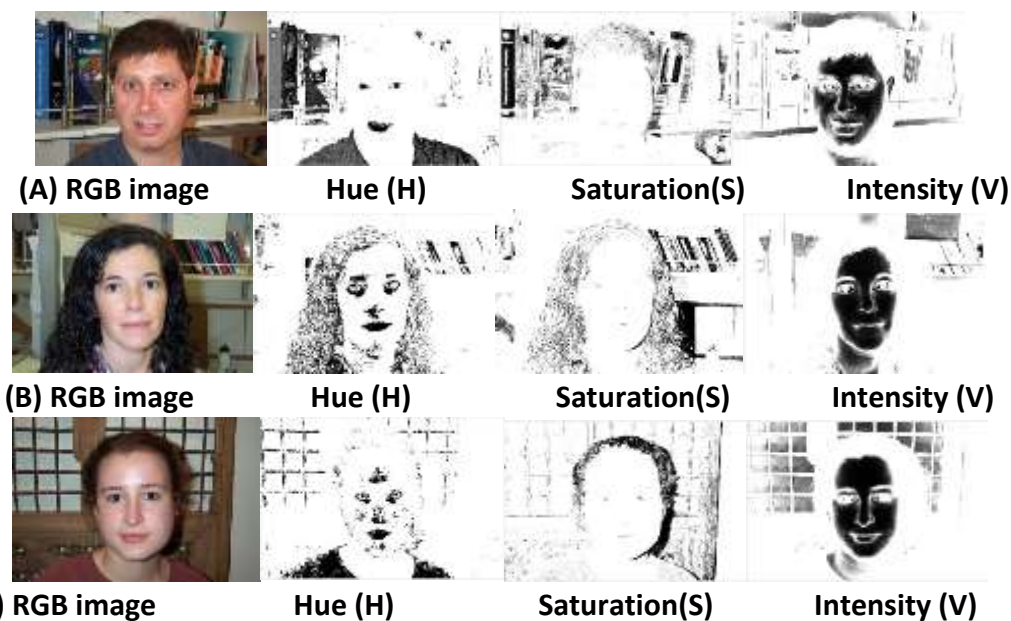 (A) RGB image Hue (H) Saturation(S) Intensity (V)
(B) RGB image Hue (H) Saturation(S) Intensity (V)
) RGB image Hue (H) Saturation(S) Intensity (V)